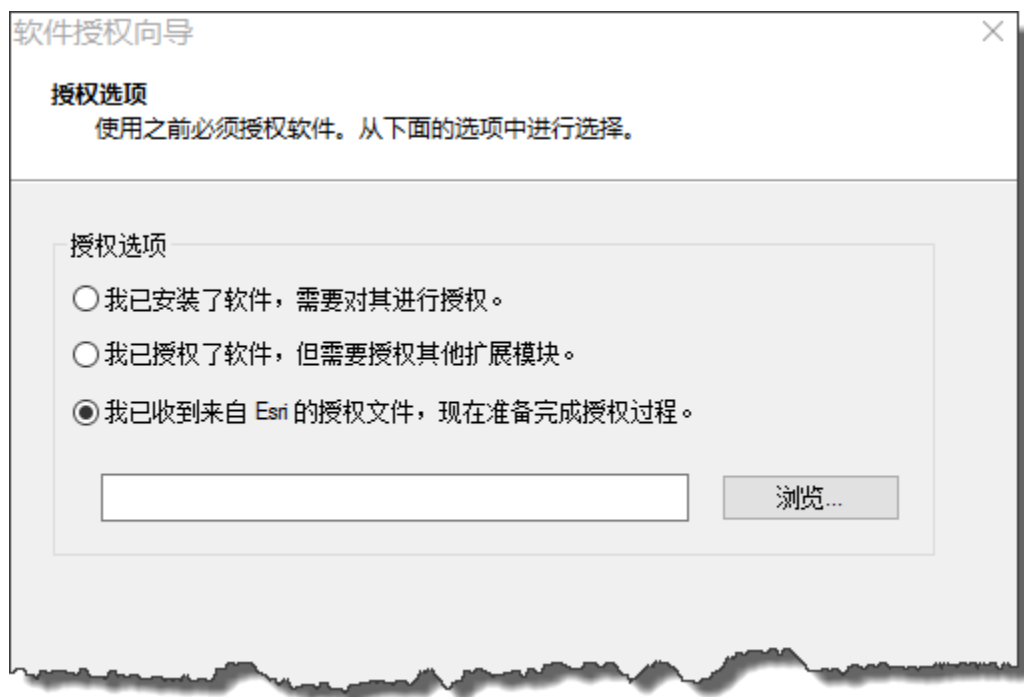 软件授权向导
授权选项
使用之前必须授权软件。从下面的选项中进行选择。
授权选项
我已安装了软件，需要对其进行授权。
我已授权了软件，但需要授权其他扩展模块。
我已收到来自 Esri 的授权文件，现在准备完成授权过程。
浏览...